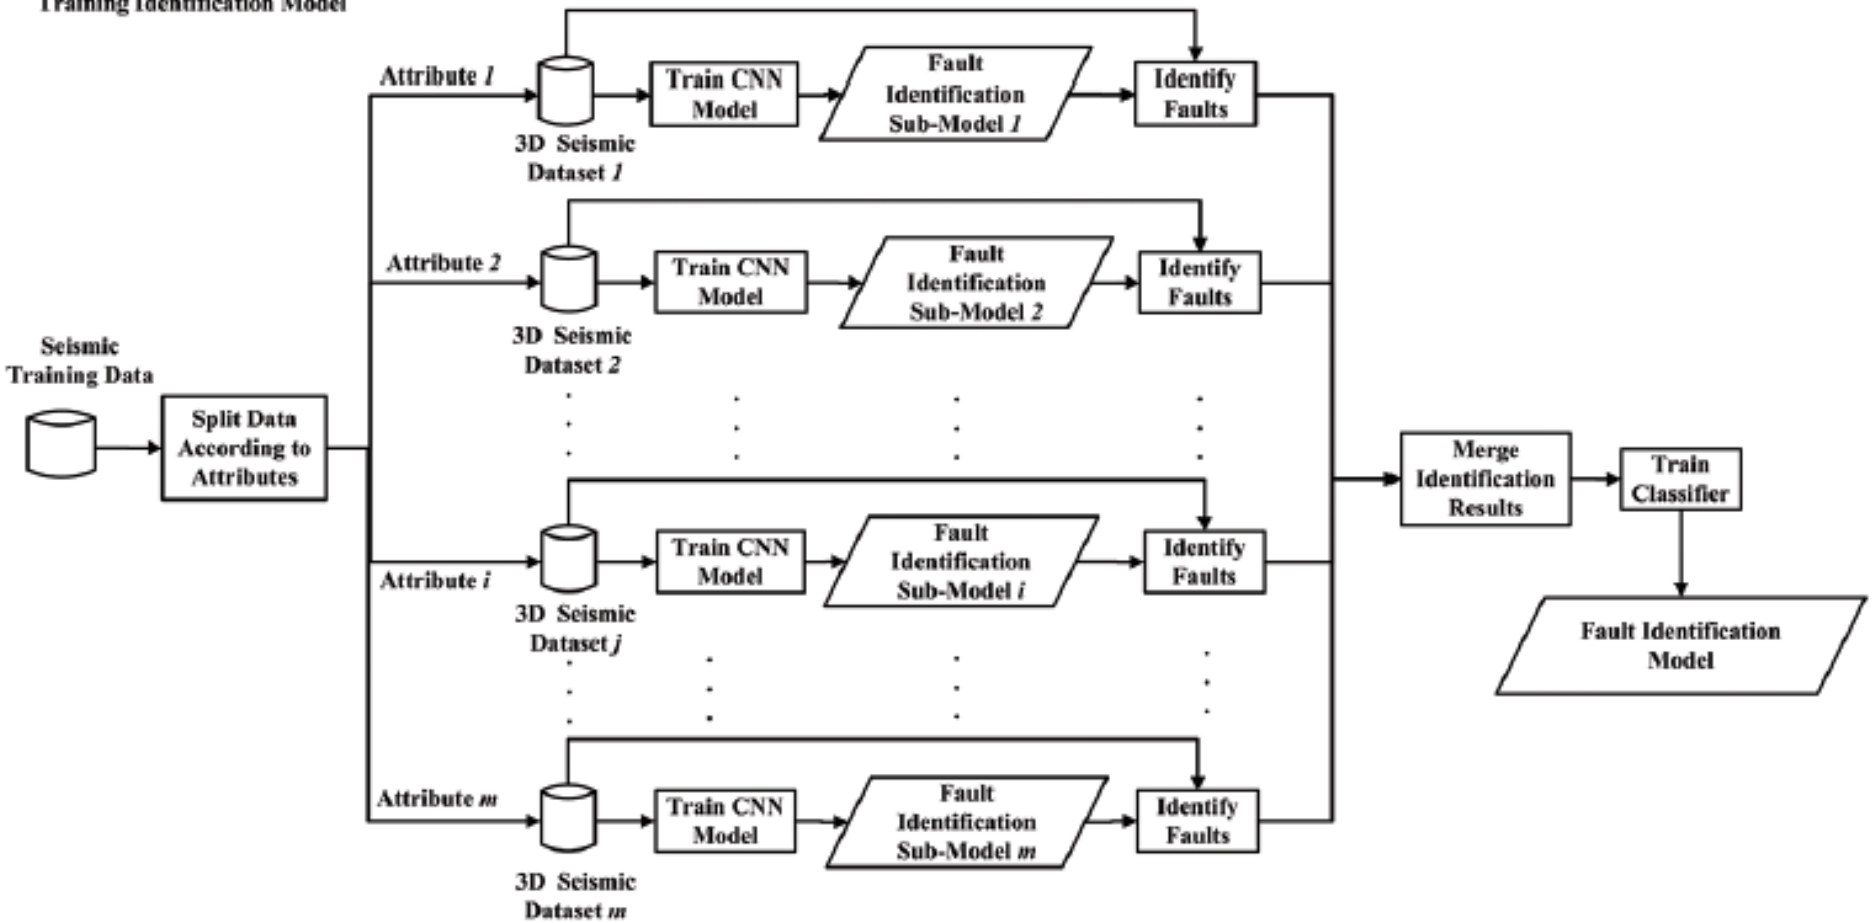 Training Identification Model
Attribute 1
3D Seismic
Dataset 1
Train CNN
Model
Fault
Identification
Sub-Model 1
Identify
Faults
Attribute 2
3D Seismic
Dataset 2
Train CNN
Model
Fault
Identification
Sub-Model 2
Identify
Faults
Seismic
Training Data
Split Data
According to
Attributes
Attribute i
3D Seismic
Dataset j
Train CNN
Model
Fault
Identification
Sub-Model i
Identify
Faults
Merge
Identification
Results
Train
Classifier
Fault Identification
Model
Attribute m
3D Seismic
Dataset m
Train CNN
Model
Fault
Identification
Sub-Model m
Identify
Faults